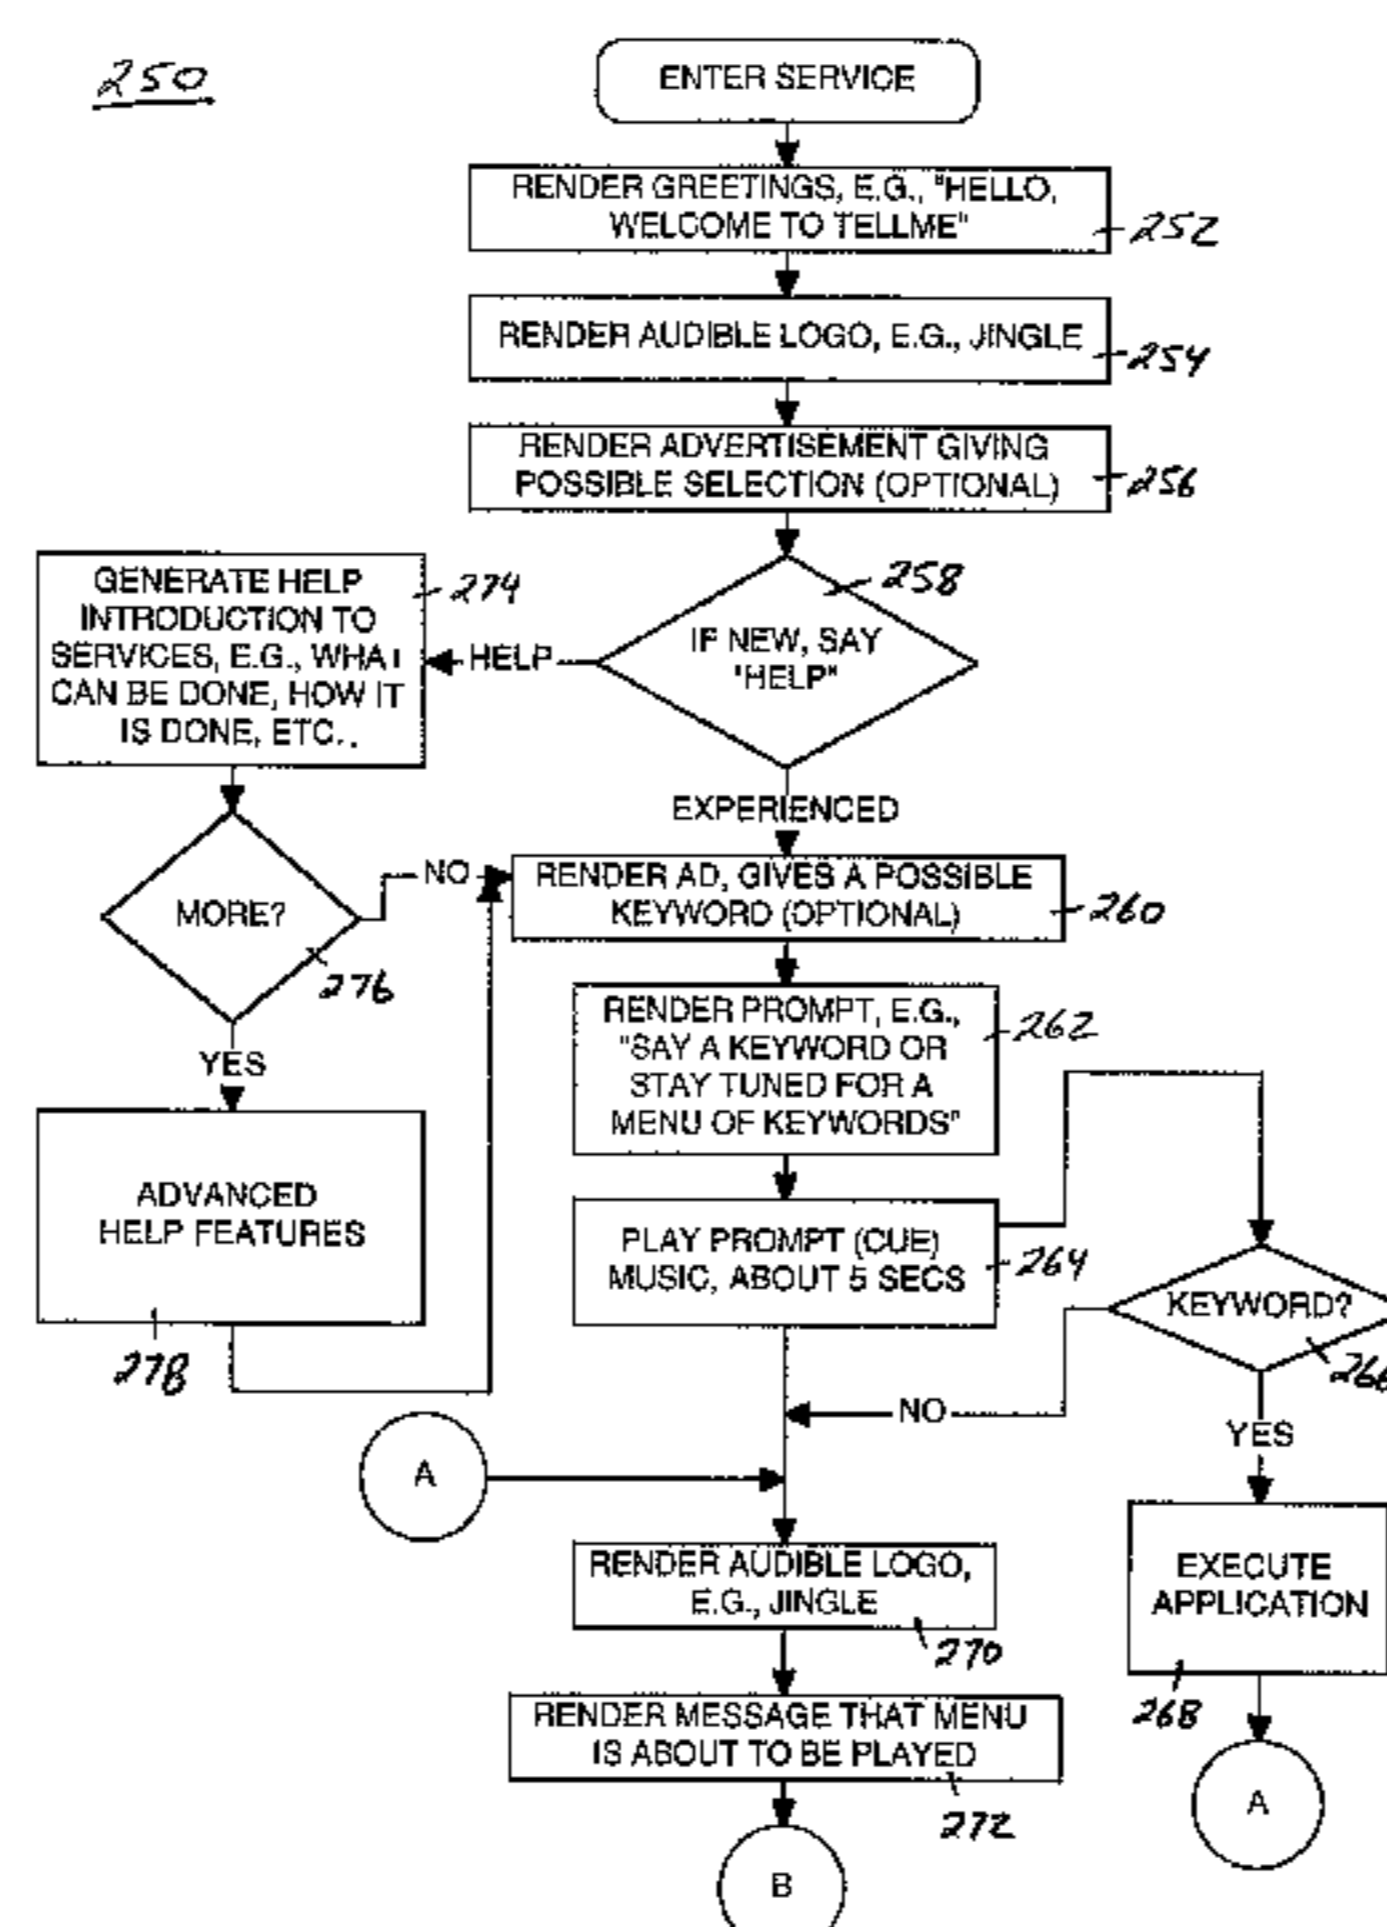 250
ENTER SERVICE
RENDER GREETINGS, E.G., "HELLO,
WELCOME TO TELLME"
252
RENDER AUDIBLE LOGO, E.G., JINGLE
254
RENDER ADVERTISEMENT GIVING
POSSIBLE SELECTION (OPTIONAL)
256
258
IF NEW, SAY
"HELP"
HELP
GENERATE HELP
INTRODUCTION TO
SERVICES, E.G., WHAT
CAN BE DONE, HOW IT
IS DONE, ETC..
274
EXPERIENCED
MORE?
276
NO
YES
ADVANCED
HELP FEATURES
278
RENDER AD, GIVES A POSSIBLE
KEYWORD (OPTIONAL)
260
RENDER PROMPT, E.G.,
"SAY A KEYWORD OR
STAY TUNED FOR A
MENU OF KEYWORDS"
262
PLAY PROMPT (CUE)
MUSIC, ABOUT 5 SECS
264
KEYWORD?
266
NO
YES
EXECUTE
APPLICATION
268
A
A
RENDER AUDIBLE LOGO,
E.G., JINGLE
270
RENDER MESSAGE THAT MENU
IS ABOUT TO BE PLAYED
272
B